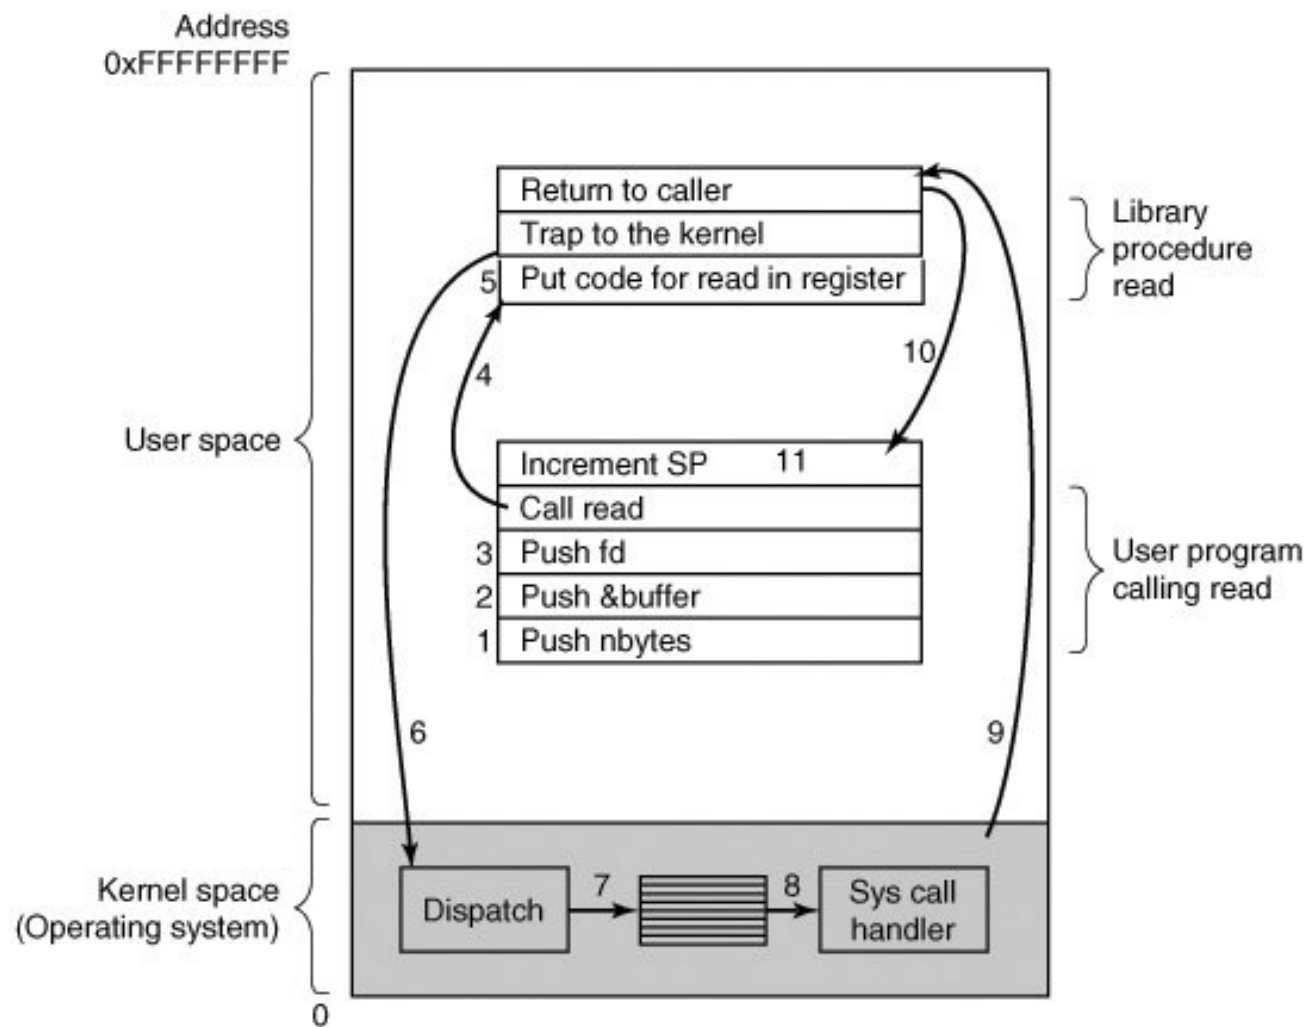 Address
0xFFFFFFFF
Return to caller
Trap to the kernel
5 Put code for read in register
Library
procedure
read
4
10
User space
Increment SP 11
Call read
3 Push fd
2 Push &buffer
1 Push nbytes
User program
calling read
6
9
Kernel space
(Operating system)
Dispatch
7
8
Sys call
handler
0